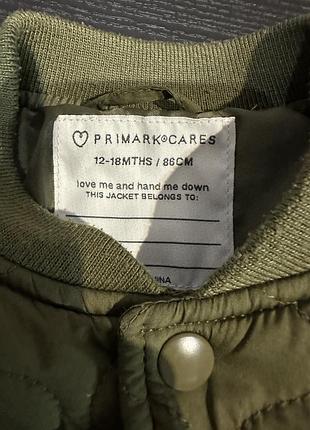 ♡ PRIMARK®CARES
12-18MTHS / 86CM
love me and hand me down
THIS JACKET BELONGS TO: